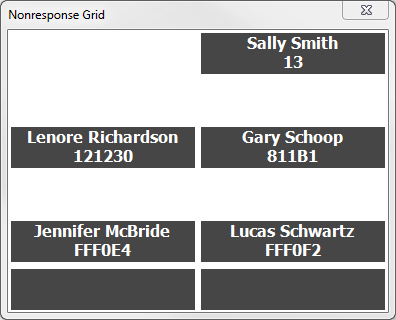 Nonresponse Grid
Sally Smith
13
Lenore Richardson
121230
Gary Schoop
811B1
Jennifer McBride
FFF0E4
Lucas Schwartz
FFF0F2